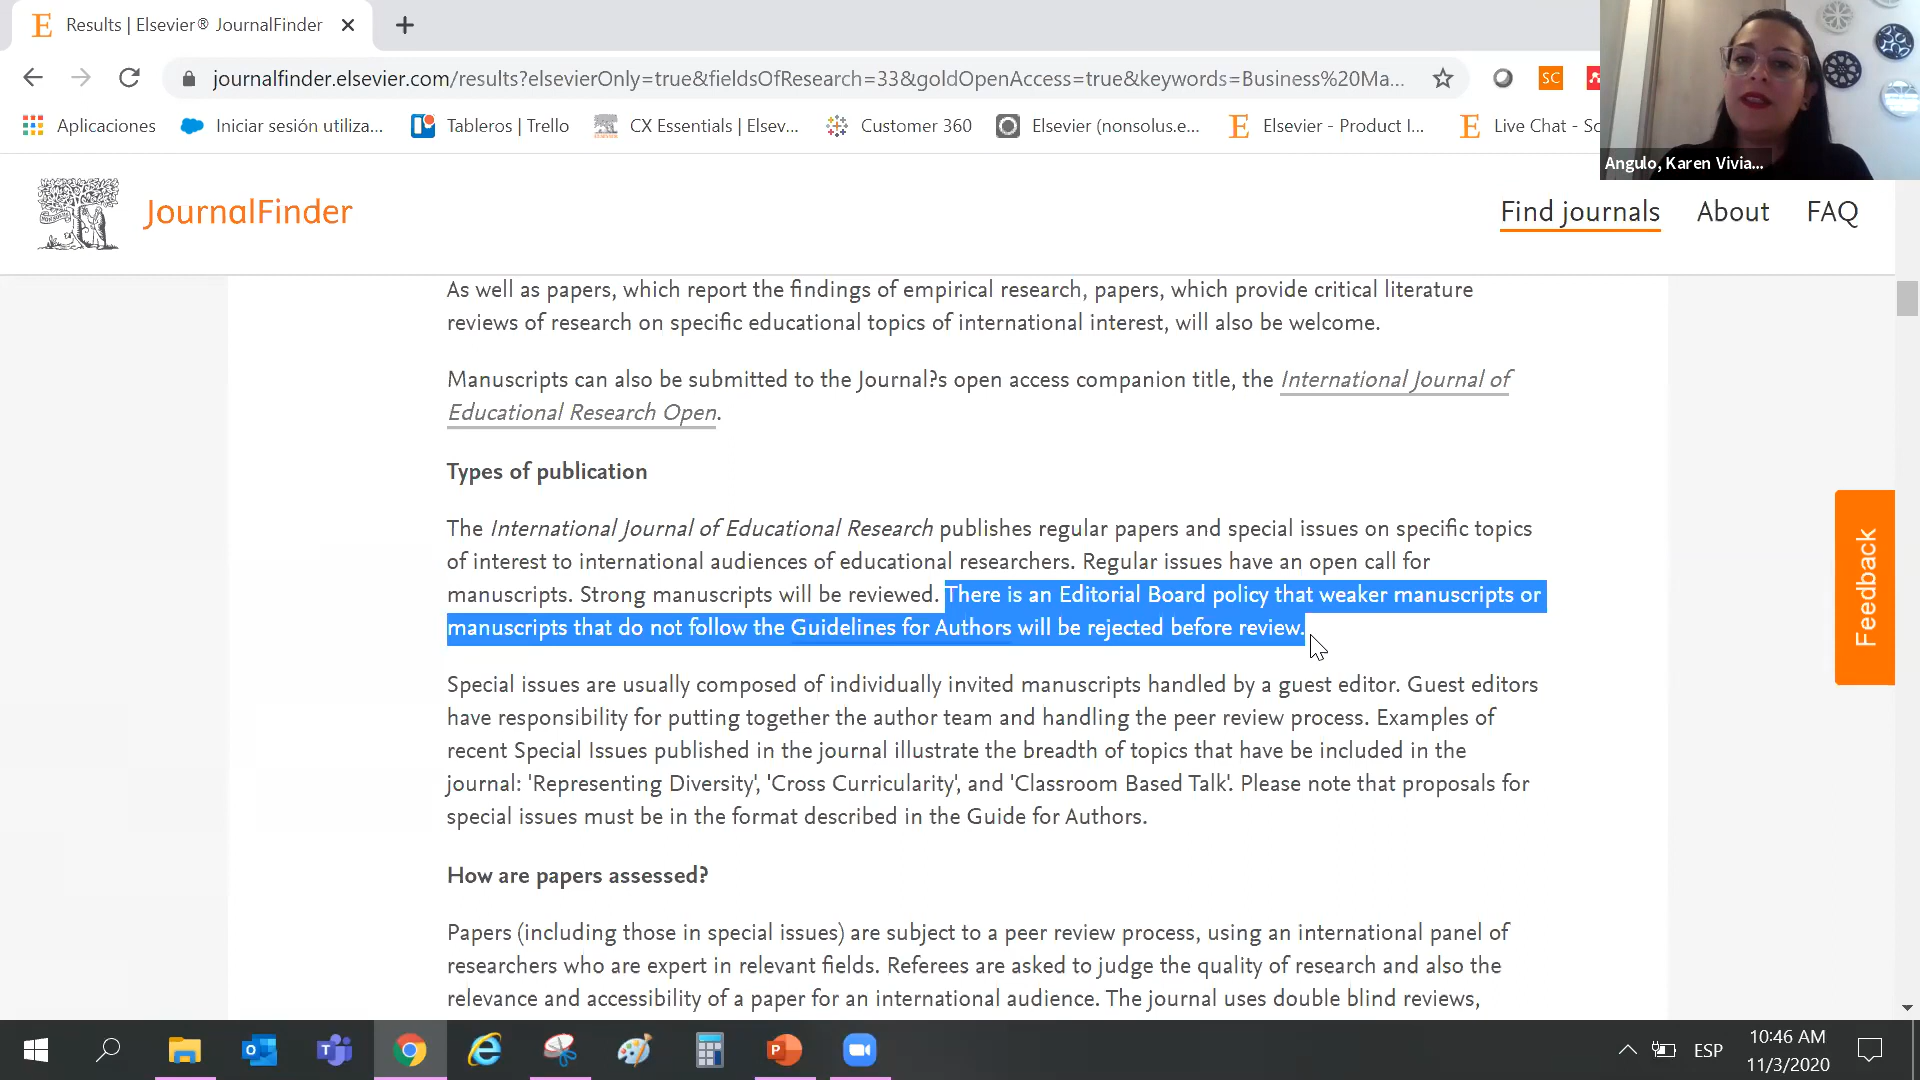 Results | Elsevier® JournalFinder
journalfinder.elsevier.com/results?elsevierOnly=true&fieldsOfResearch=33&goldOpenAccess=true&keywords=Business%20Ma...
SC
Aplicaciones
Iniciar sesión utiliza...
Tableros | Trello
CX Essentials | Elsev...
Customer 360
Elsevier (nonsolus.e...
Elsevier - Product I...
Live Chat - Sc
Angulo, Karen Vivia...
JournalFinder
Find journals
About
FAQ
As well as papers, which report the findings of empirical research, papers, which provide critical literature
reviews of research on specific educational topics of international interest, will also be welcome.
Manuscripts can also be submitted to the Journal?s open access companion title, the International Journal of
Educational Research Open.
Types of publication
The International Journal of Educational Research publishes regular papers and special issues on specific topics
of interest to international audiences of educational researchers. Regular issues have an open call for
manuscripts. Strong manuscripts will be reviewed. There is an Editorial Board policy that weaker manuscripts or
manuscripts that do not follow the Guidelines for Authors will be rejected before review.
Special issues are usually composed of individually invited manuscripts handled by a guest editor. Guest editors
have responsibility for putting together the author team and handling the peer review process. Examples of
recent Special Issues published in the journal illustrate the breadth of topics that have be included in the
journal: 'Representing Diversity', 'Cross Curricularity', and 'Classroom Based Talk'. Please note that proposals for
special issues must be in the format described in the Guide for Authors.
How are papers assessed?
Papers (including those in special issues) are subject to a peer review process, using an international panel of
researchers who are expert in relevant fields. Referees are asked to judge the quality of research and also the
relevance and accessibility of a paper for an international audience. The journal uses double blind reviews,
Feedback
ESP
10:46 AM
11/3/2020